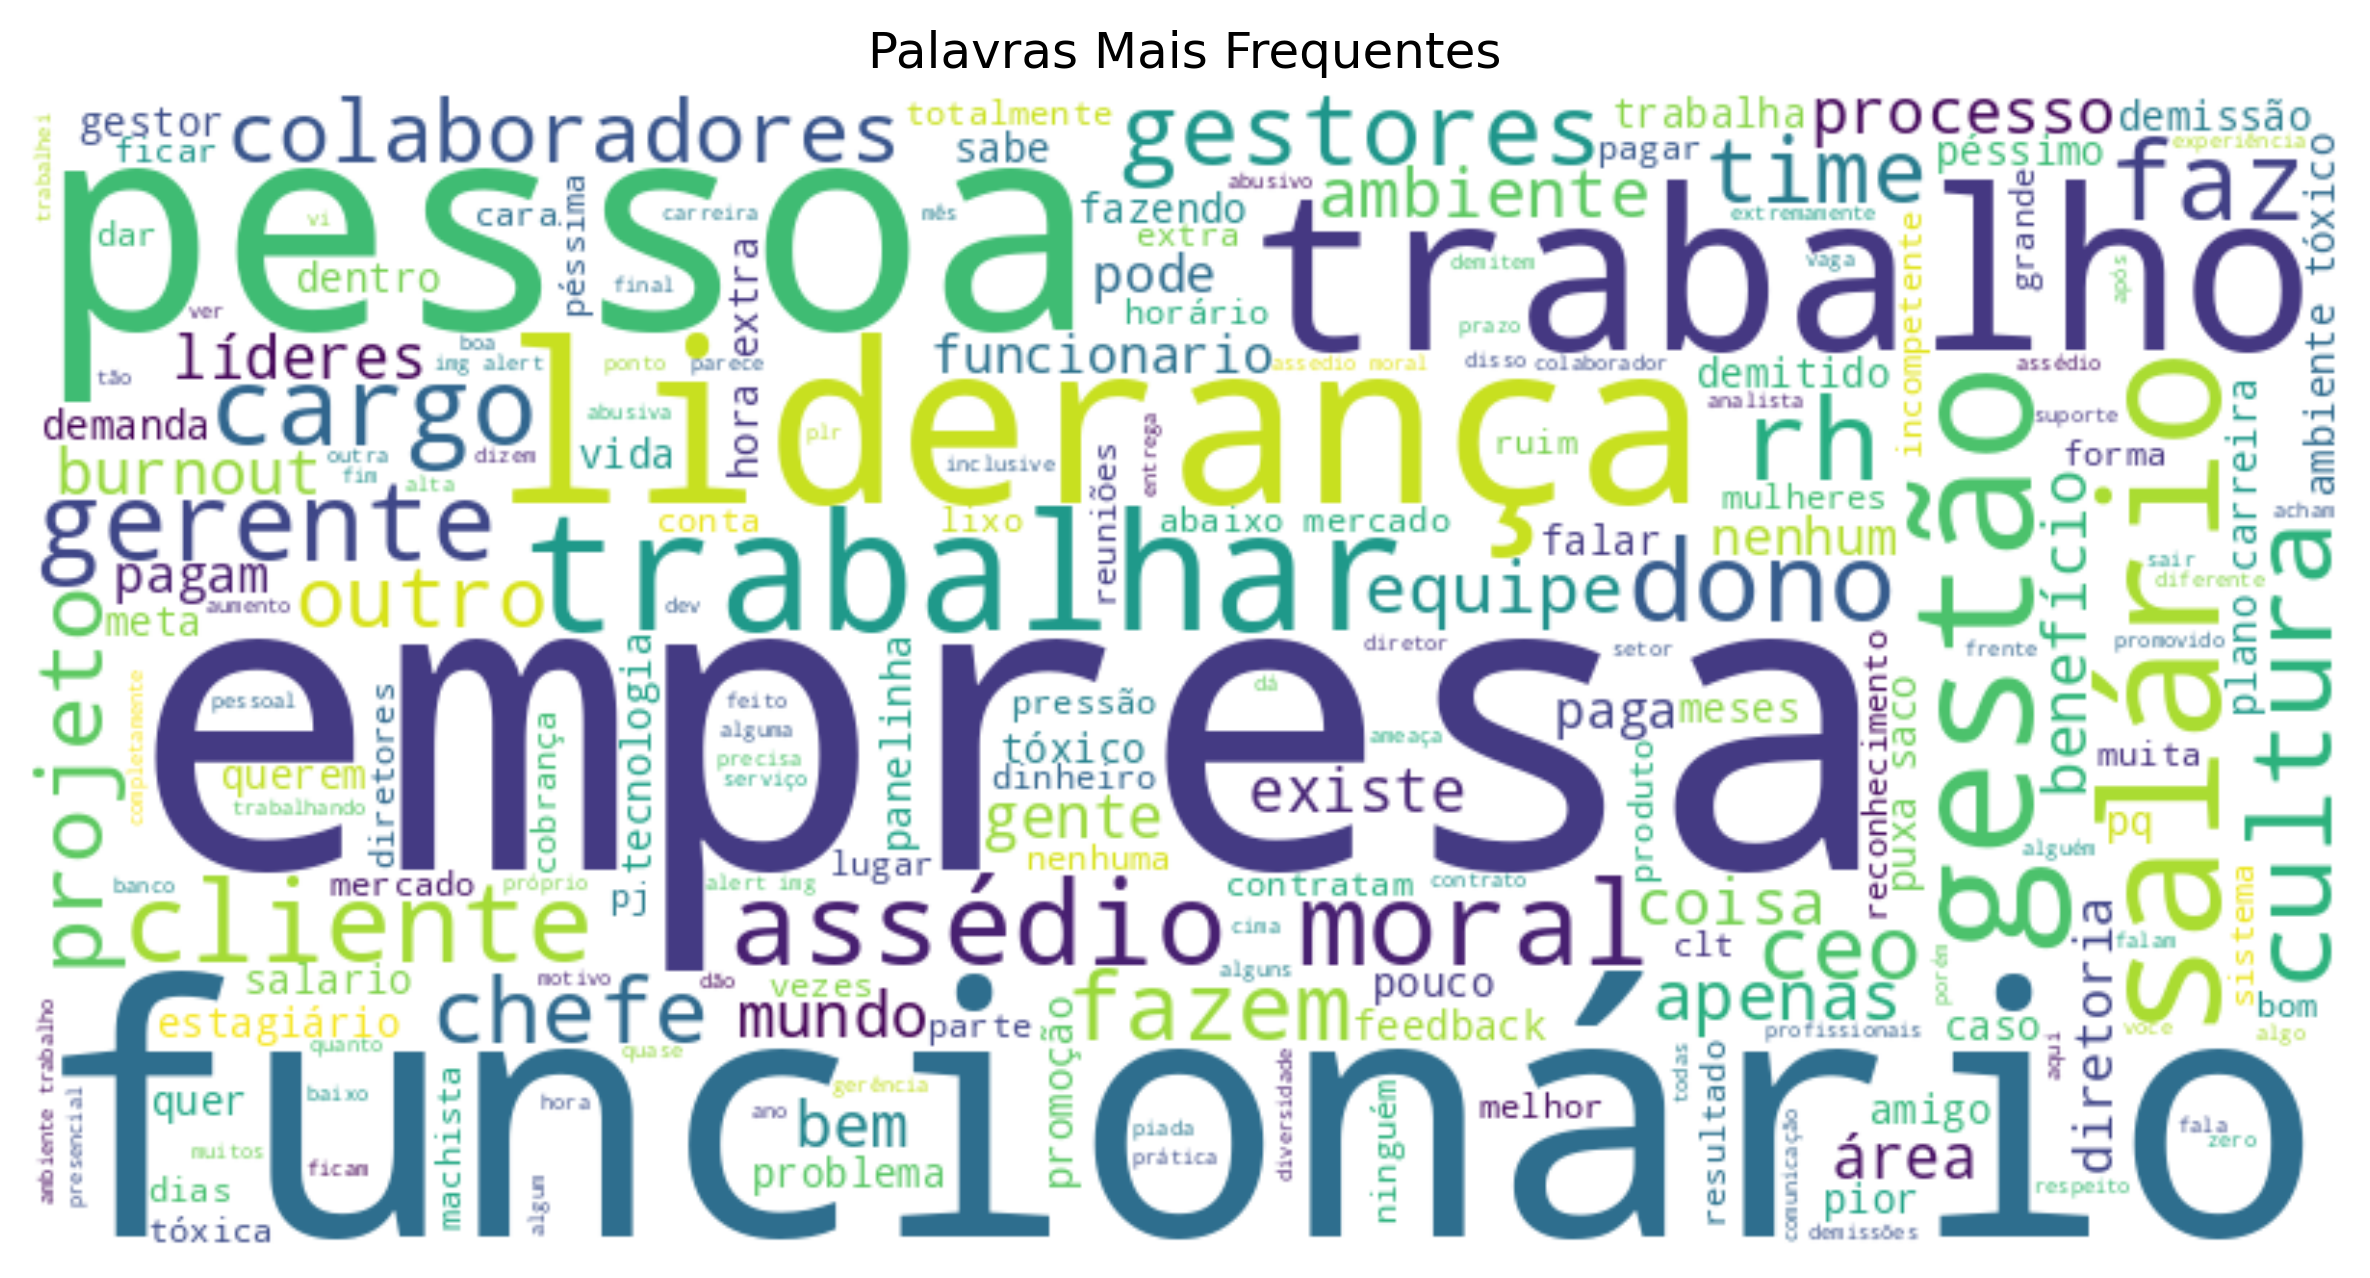 Palavras Mais Frequentes
gestor
colaboradores
totalmente
gestores
trabalha
processo
demissão
trabalhei
ficar
sabe
pagar
time
péssimo
experiência
pessoa
péssima
cara
carreira
mês
abusivo
ambiente
fazendo
extra
extremamente
faz
grande
ambiente tóxico
dar
vi
dentro
final
hora extra
pode
horário
demitem
trabalho
vaga
após
incompetente
ver
líderes
boa
img alert
ponto
parece
funcionario
assedio moral
prazo
disso
colaborador
demitido
assédio
tão
cargo
abusiva
liderança
plr
analista
rh
suporte
demanda
vida
inclusive
entrega
ruim
forma
burnout
outra
fim
dizem
alta
reuniões
mulheres
gestão
salário
plano carreira
benefício
acham
gerente
conta
lixo
abaixo mercado
falar
nenhum
cultura
trabalhar
pagam
aumento
outro
dev
equipe
dono
sair
diferente
projeto
meta
empresa
diretor
setor
frente
promovido
completamente
pessoal
diretores
cobrança
tecnologia
feito
alguma
panelinha
pressão
dá
paga
meses
reconhecimento
puxa saco
querem
trabalhando
precisa
serviço
tóxico
dinheiro
ameaça
existe
produto
muita
gente
pq
lugar
nenhuma
alguém
banco
cliente
mercado
próprio
pj
alert img
contratam
contrato
coisa
assédio moral
cima
clt
ceo
falam
sistema
diretoria
salario
motivo
dão
vezes
alguns
pouco
apenas
porém
bom
ambiente trabalho
estagiário
chefe
mundo
parte
fazem
feedback
profissionais
caso
você
algo
quanto
quase
funcionário
aqui
presencial
quer
baixo
machista
hora
gerência
ano
bem
promoção
piada
prática
diversidade
ninguém
melhor
todas
resultado
comunicação
amigo
fala
zero
muitos
ficam
problema
área
dias
algum
pior
respeito
tóxica
demissões